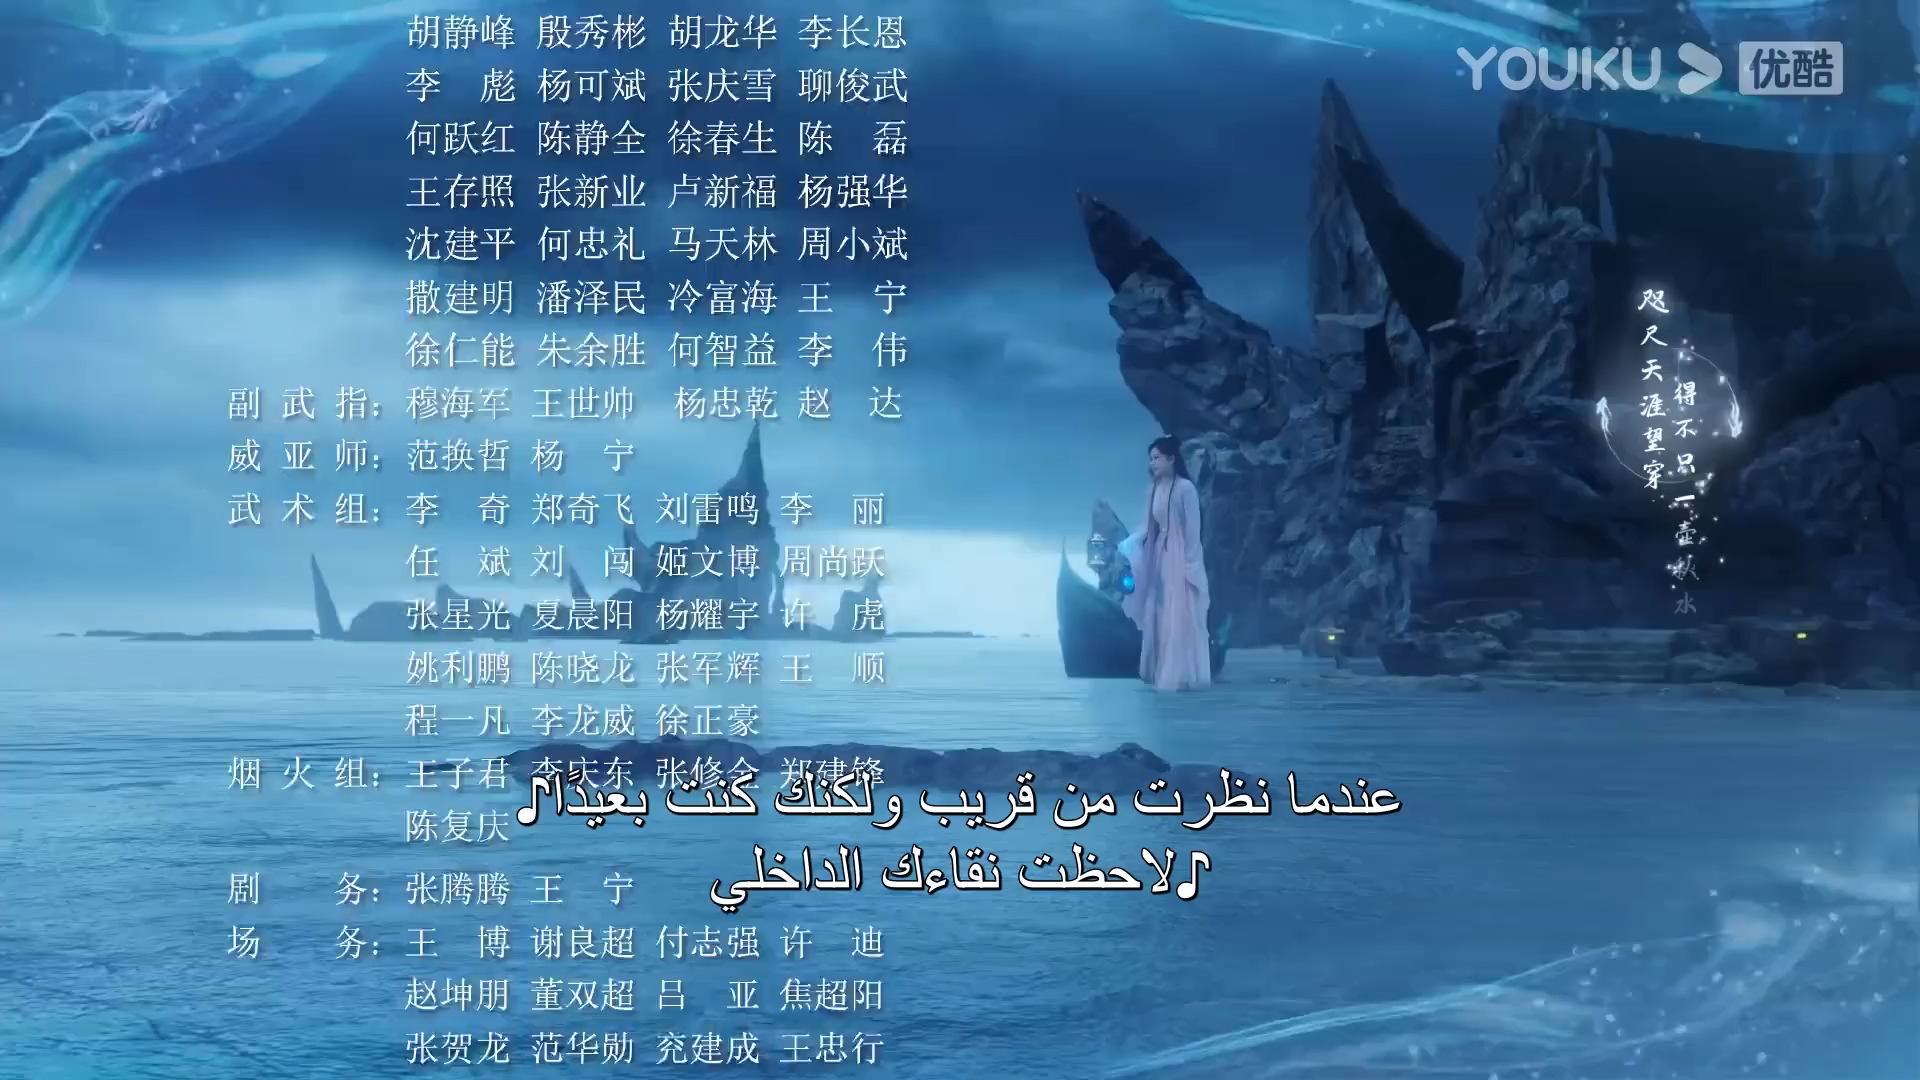 胡静峰 殷秀彬 胡龙华 李长恩
YOUKU 优酷
李 彪 杨可斌 张庆雪 聊俊武
何跃红 陈静全 徐春生 陈 磊
王存照 张新业 卢新福 杨强华
沈建平 何忠礼 马天林 周小斌
撒建明 潘泽民 冷富海 王 宁
徐仁能 朱余胜 何智益 李 伟
副 武 指：穆海军 王世帅 杨忠乾 赵 达
威 亚 师：范换哲 杨 宁
武 术 组：李 奇 郑奇飞 刘雷鸣 李 丽
任 斌 刘 闯 姬文博 周尚跃
张星光 夏晨阳 杨耀宇 许 虎
姚利鹏 陈晓龙 张军辉 王 顺
程一凡 李龙威 徐正豪
烟 火 组：王子君 李庆东 张修全 郑建锋
陈复庆
剧 务：张腾腾 王 宁
场 务：王 博 谢良超 付志强 许 迪
赵坤朋 董双超 吕 亚 焦超阳
张贺龙 范华勋 兖建成 王忠行
咫尺天涯望穿
得不只一壶秋水
عندما نظرت من قريب ولكنك كنت بعيدًا♪
♪لاحظت نقاءك الداخلي